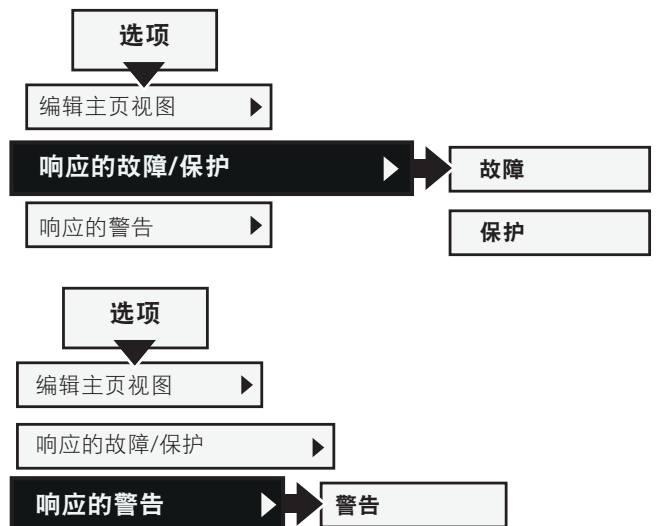 选项
编辑主页视图
响应的故障/保护
故障
响应的警告
保护
选项
编辑主页视图
响应的故障/保护
响应的警告
警告